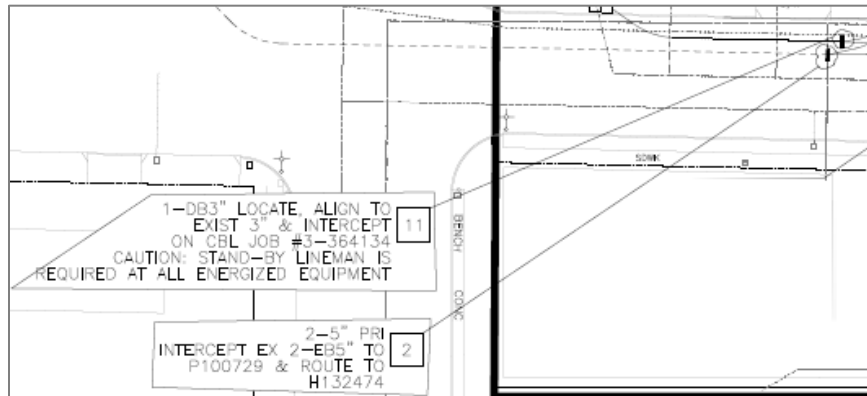 SDWK
1-DB3" LOCATE, ALIGN TO
EXIST 3" & INTERCEPT
ON CBL JOB #3-364134
CAUTION: STAND-BY LINEMAN IS
REQUIRED AT ALL ENERGIZED EQUIPMENT
11
BENCH
CONC
2-5" PRI
INTERCEPT EX 2-EB5" TO
P100729 & ROUTE TO
H132474
2